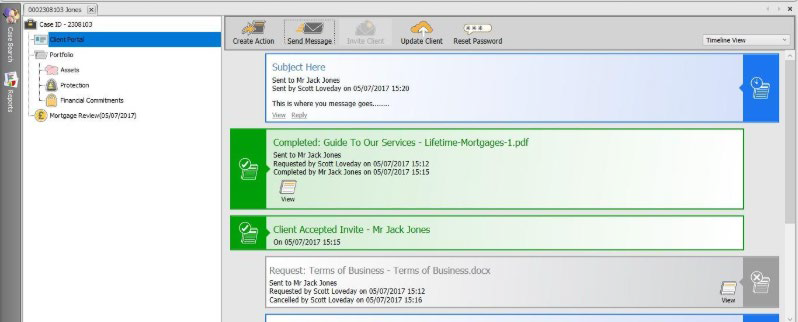 0002308103 Jones
Case Search
Reports
Case ID - 2308103
Client Portal
Portfolio
Assets
Protection
Financial Commitments
Mortgage Review(05/07/2017)
Create Action
Send Message
Invite Client
Update Client
Reset Password
Timeline View
Subject Here
Sent to Mr Jack Jones
Sent by Scott Loveday on 05/07/2017 15:20
This is where you message goes........
View Reply
Completed: Guide To Our Services - Lifetime-Mortgages-1.pdf
Sent to Mr Jack Jones
Requested by Scott Loveday on 05/07/2017 15:12
Completed by Mr Jack Jones on 05/07/2017 15:15
View
Client Accepted Invite - Mr Jack Jones
On 05/07/2017 15:15
Request: Terms of Business - Terms of Business.docx
Sent to Mr Jack Jones
Requested by Scott Loveday on 05/07/2017 15:12
Cancelled by Scott Loveday on 05/07/2017 15:16
View